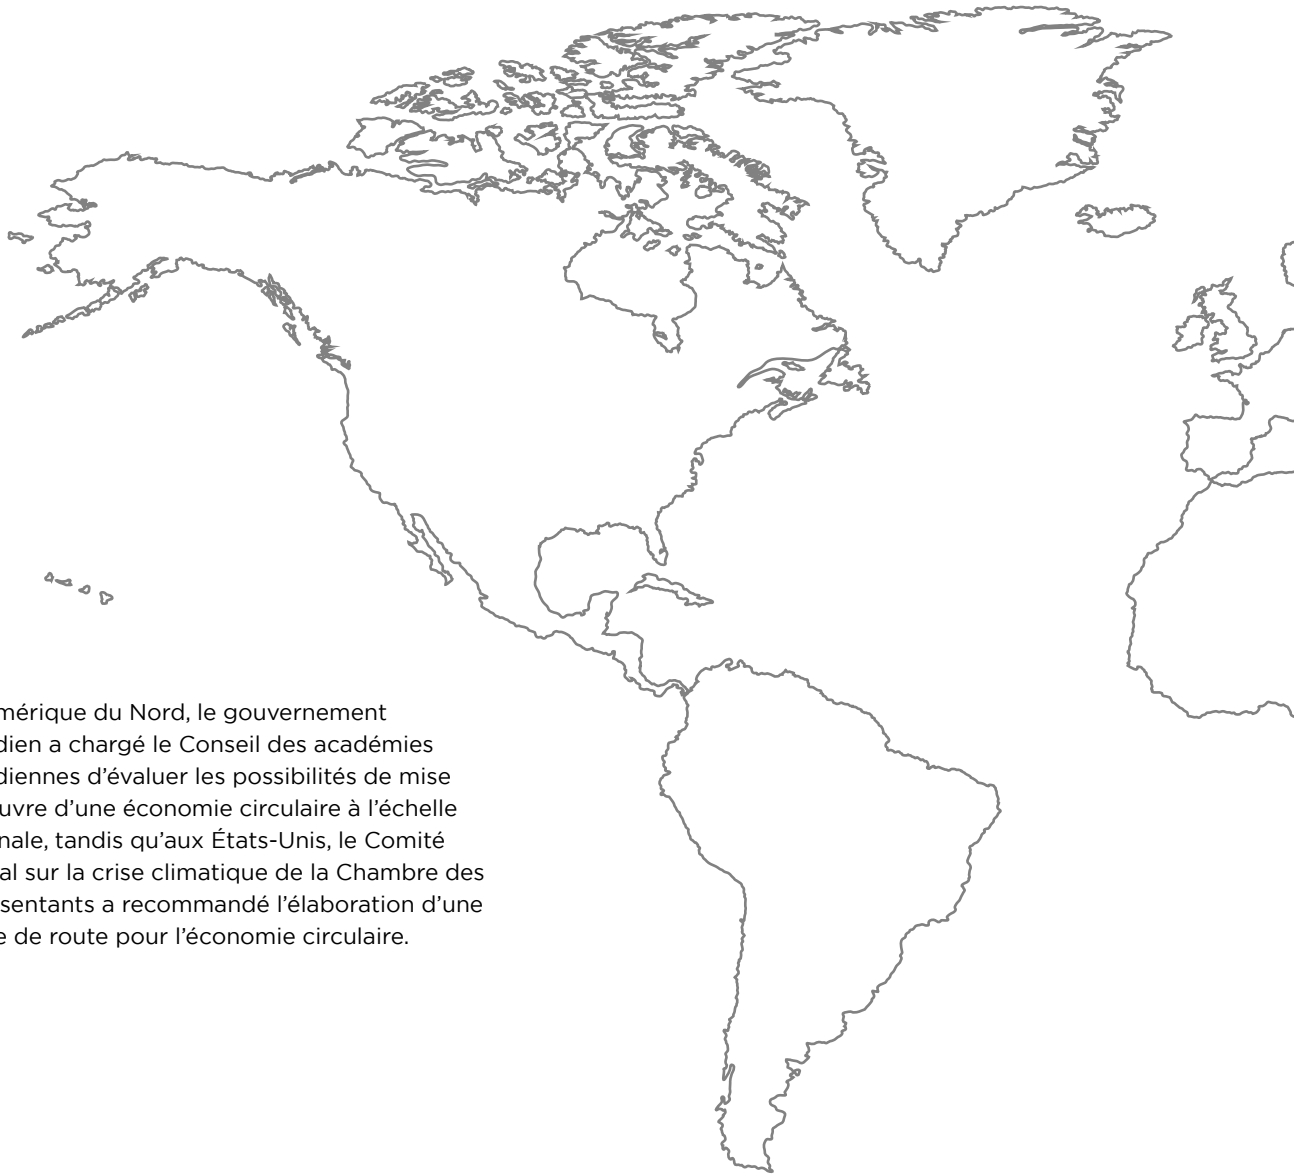 mérique du Nord, le gouvernement
dien a chargé le Conseil des académies
diennes d'évaluer les possibilités de mise
uvre d'une économie circulaire à l'échelle
nale, tandis qu'aux États-Unis, le Comité
al sur la crise climatique de la Chambre des
sentants a recommandé l'élaboration d'une
e de route pour l'économie circulaire.